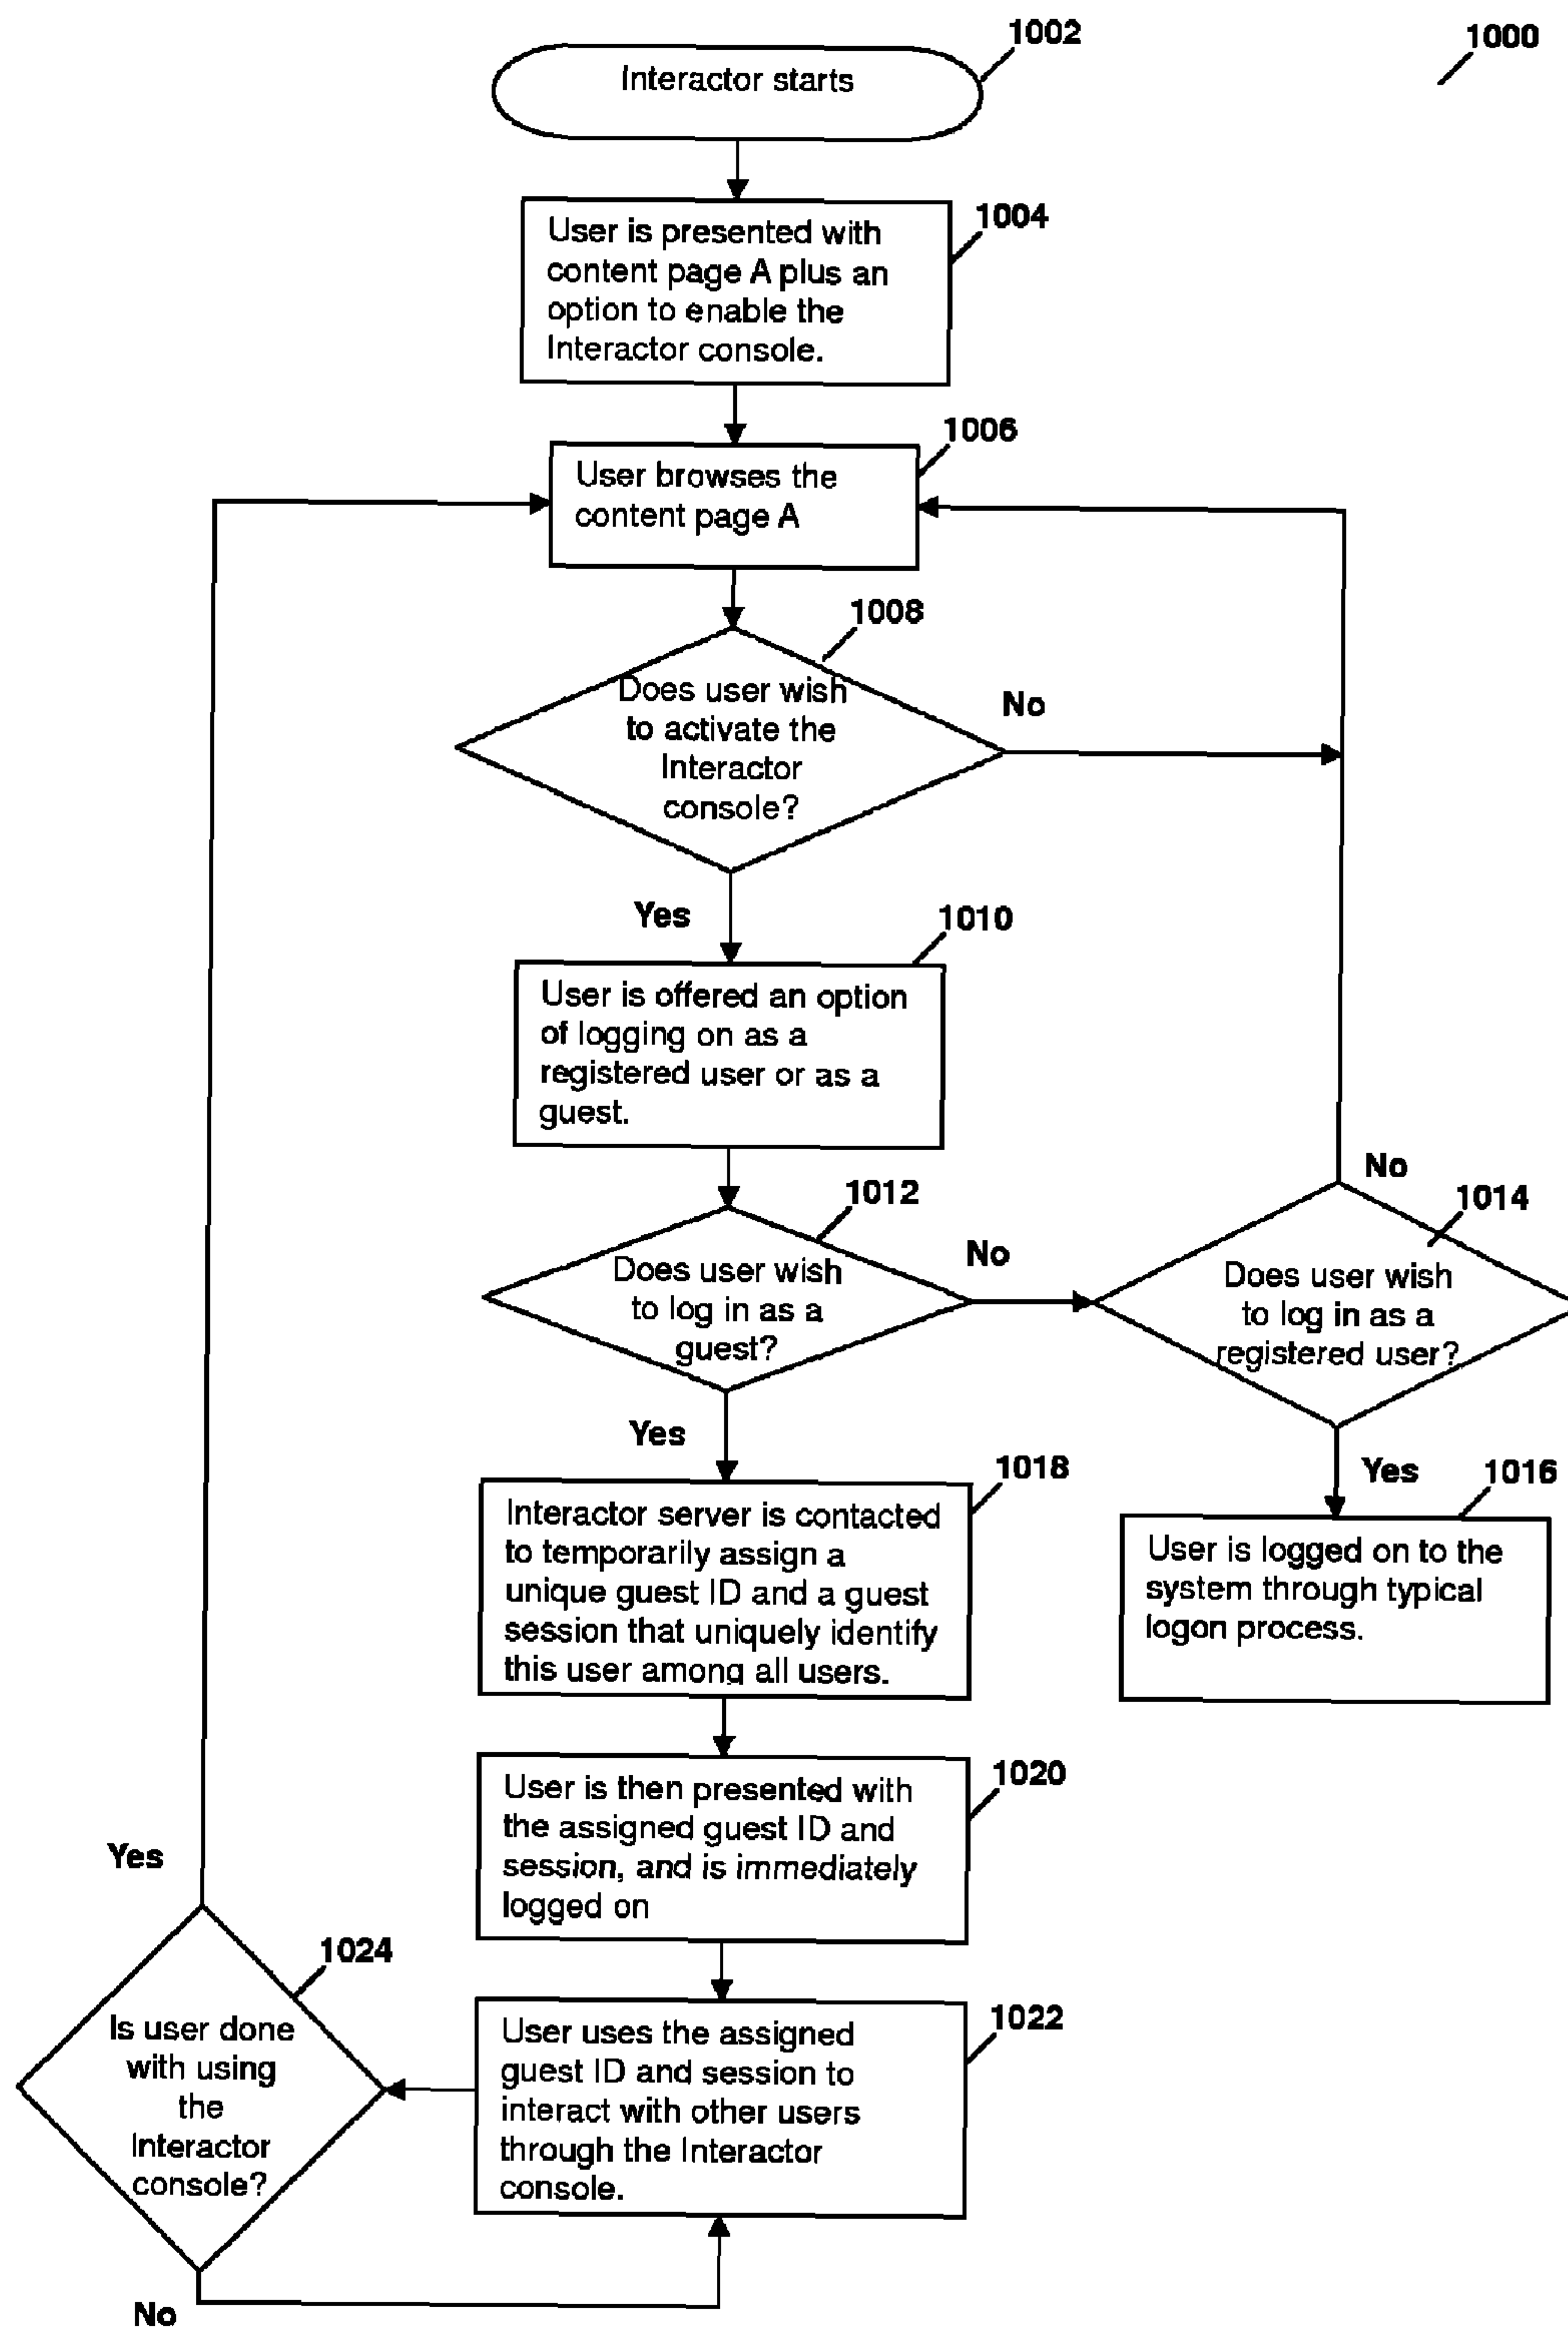 1002
1000
Interactor starts
1004
User is presented with
content page A plus an
option to enable the
Interactor console.
1006
User browses the
content page A
1008
Does user wish
to activate the
Interactor
console?
No
Yes
1010
User is offered an option
of logging on as a
registered user or as a
guest.
1012
Does user wish
to log in as a
guest?
No
No
1014
Does user wish
to log in as a
registered user?
Yes
1018
Interactor server is contacted
to temporarily assign a
unique guest ID and a guest
session that uniquely identify
this user among all users.
Yes
1016
User is logged on to the
system through typical
logon process.
1020
User is then presented with
the assigned guest ID and
session, and is immediately
logged on
Yes
1024
Is user done
with using
the
Interactor
console?
1022
User uses the assigned
guest ID and session to
interact with other users
through the Interactor
console.
No